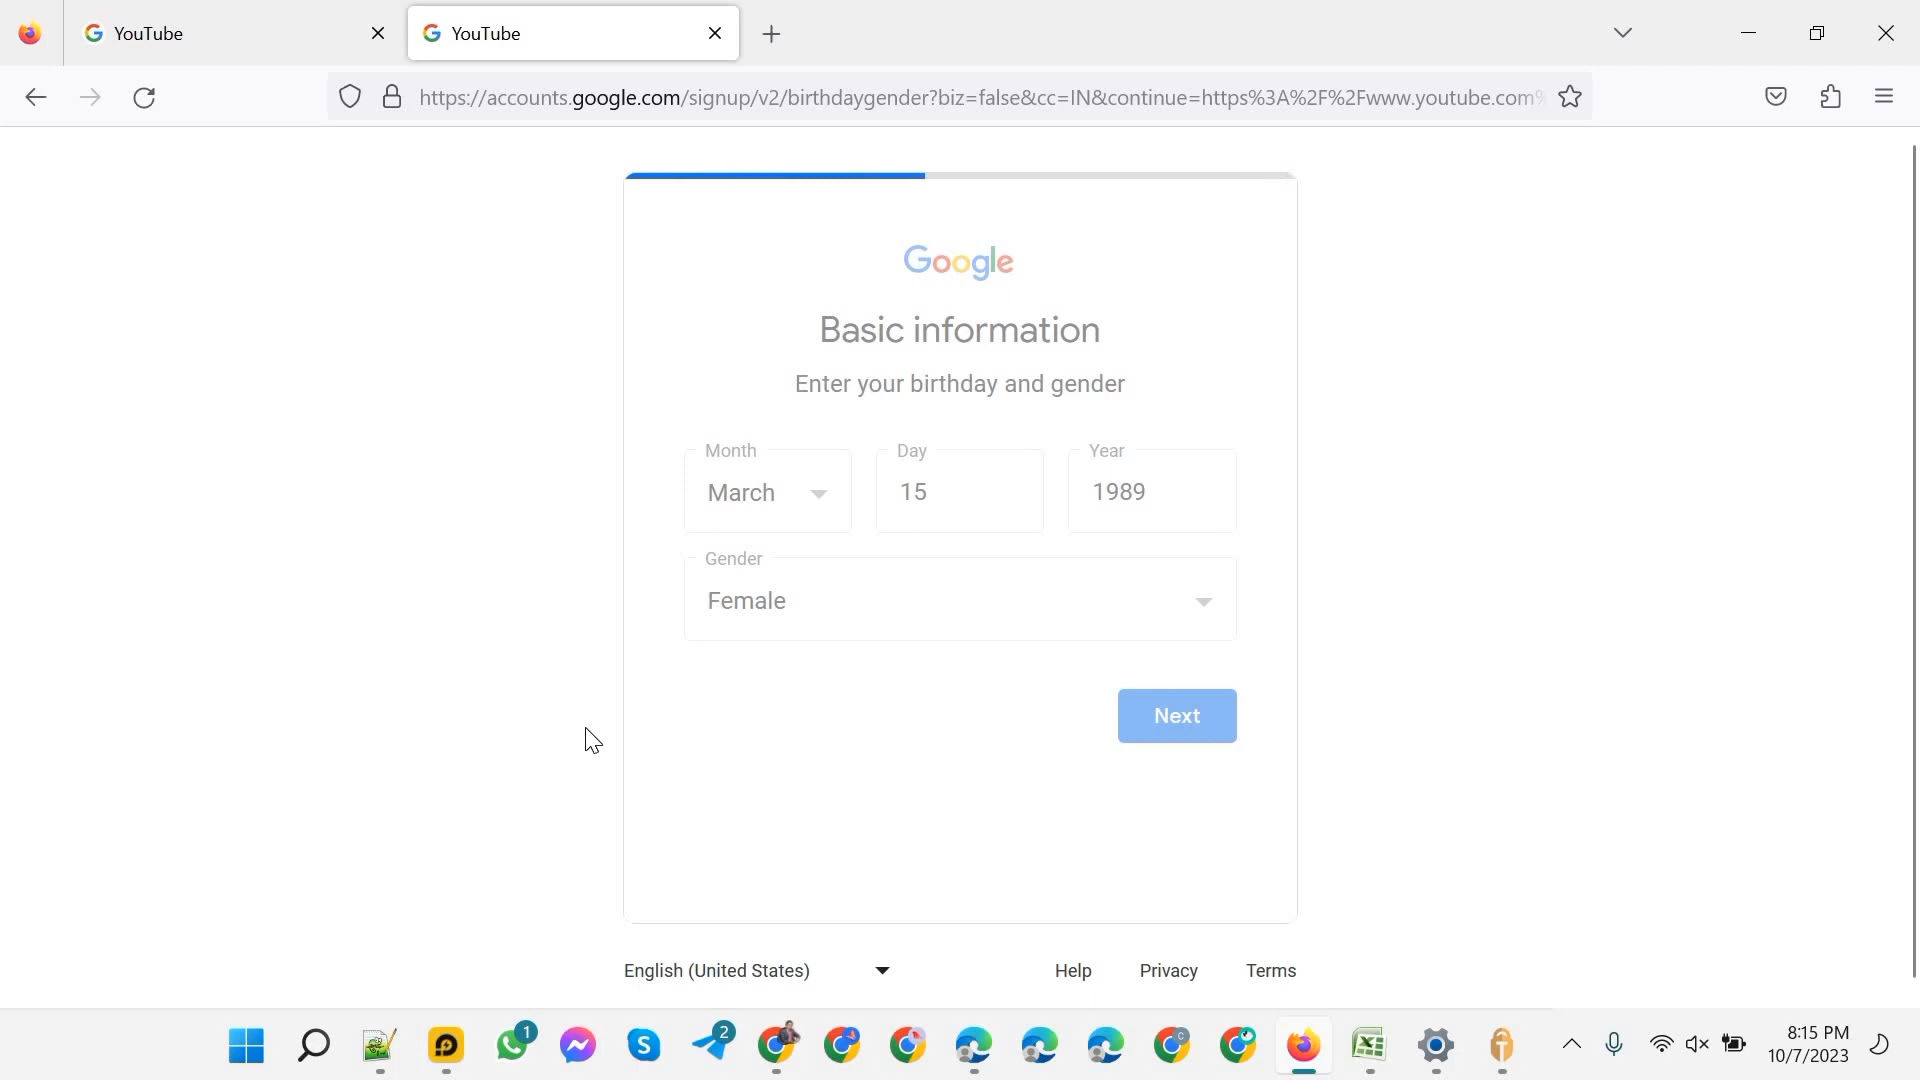 YouTube
YouTube
https://accounts.google.com/signup/v2/birthdaygender?biz=false&cc=IN&continue=https%3A%2F%2Fwww.youtube.com%
Google
Basic information
Enter your birthday and gender
Month Day Year
March 15 1989
Gender
Female
Next
English (United States) Help Privacy Terms
1
2
8:15 PM
10/7/2023